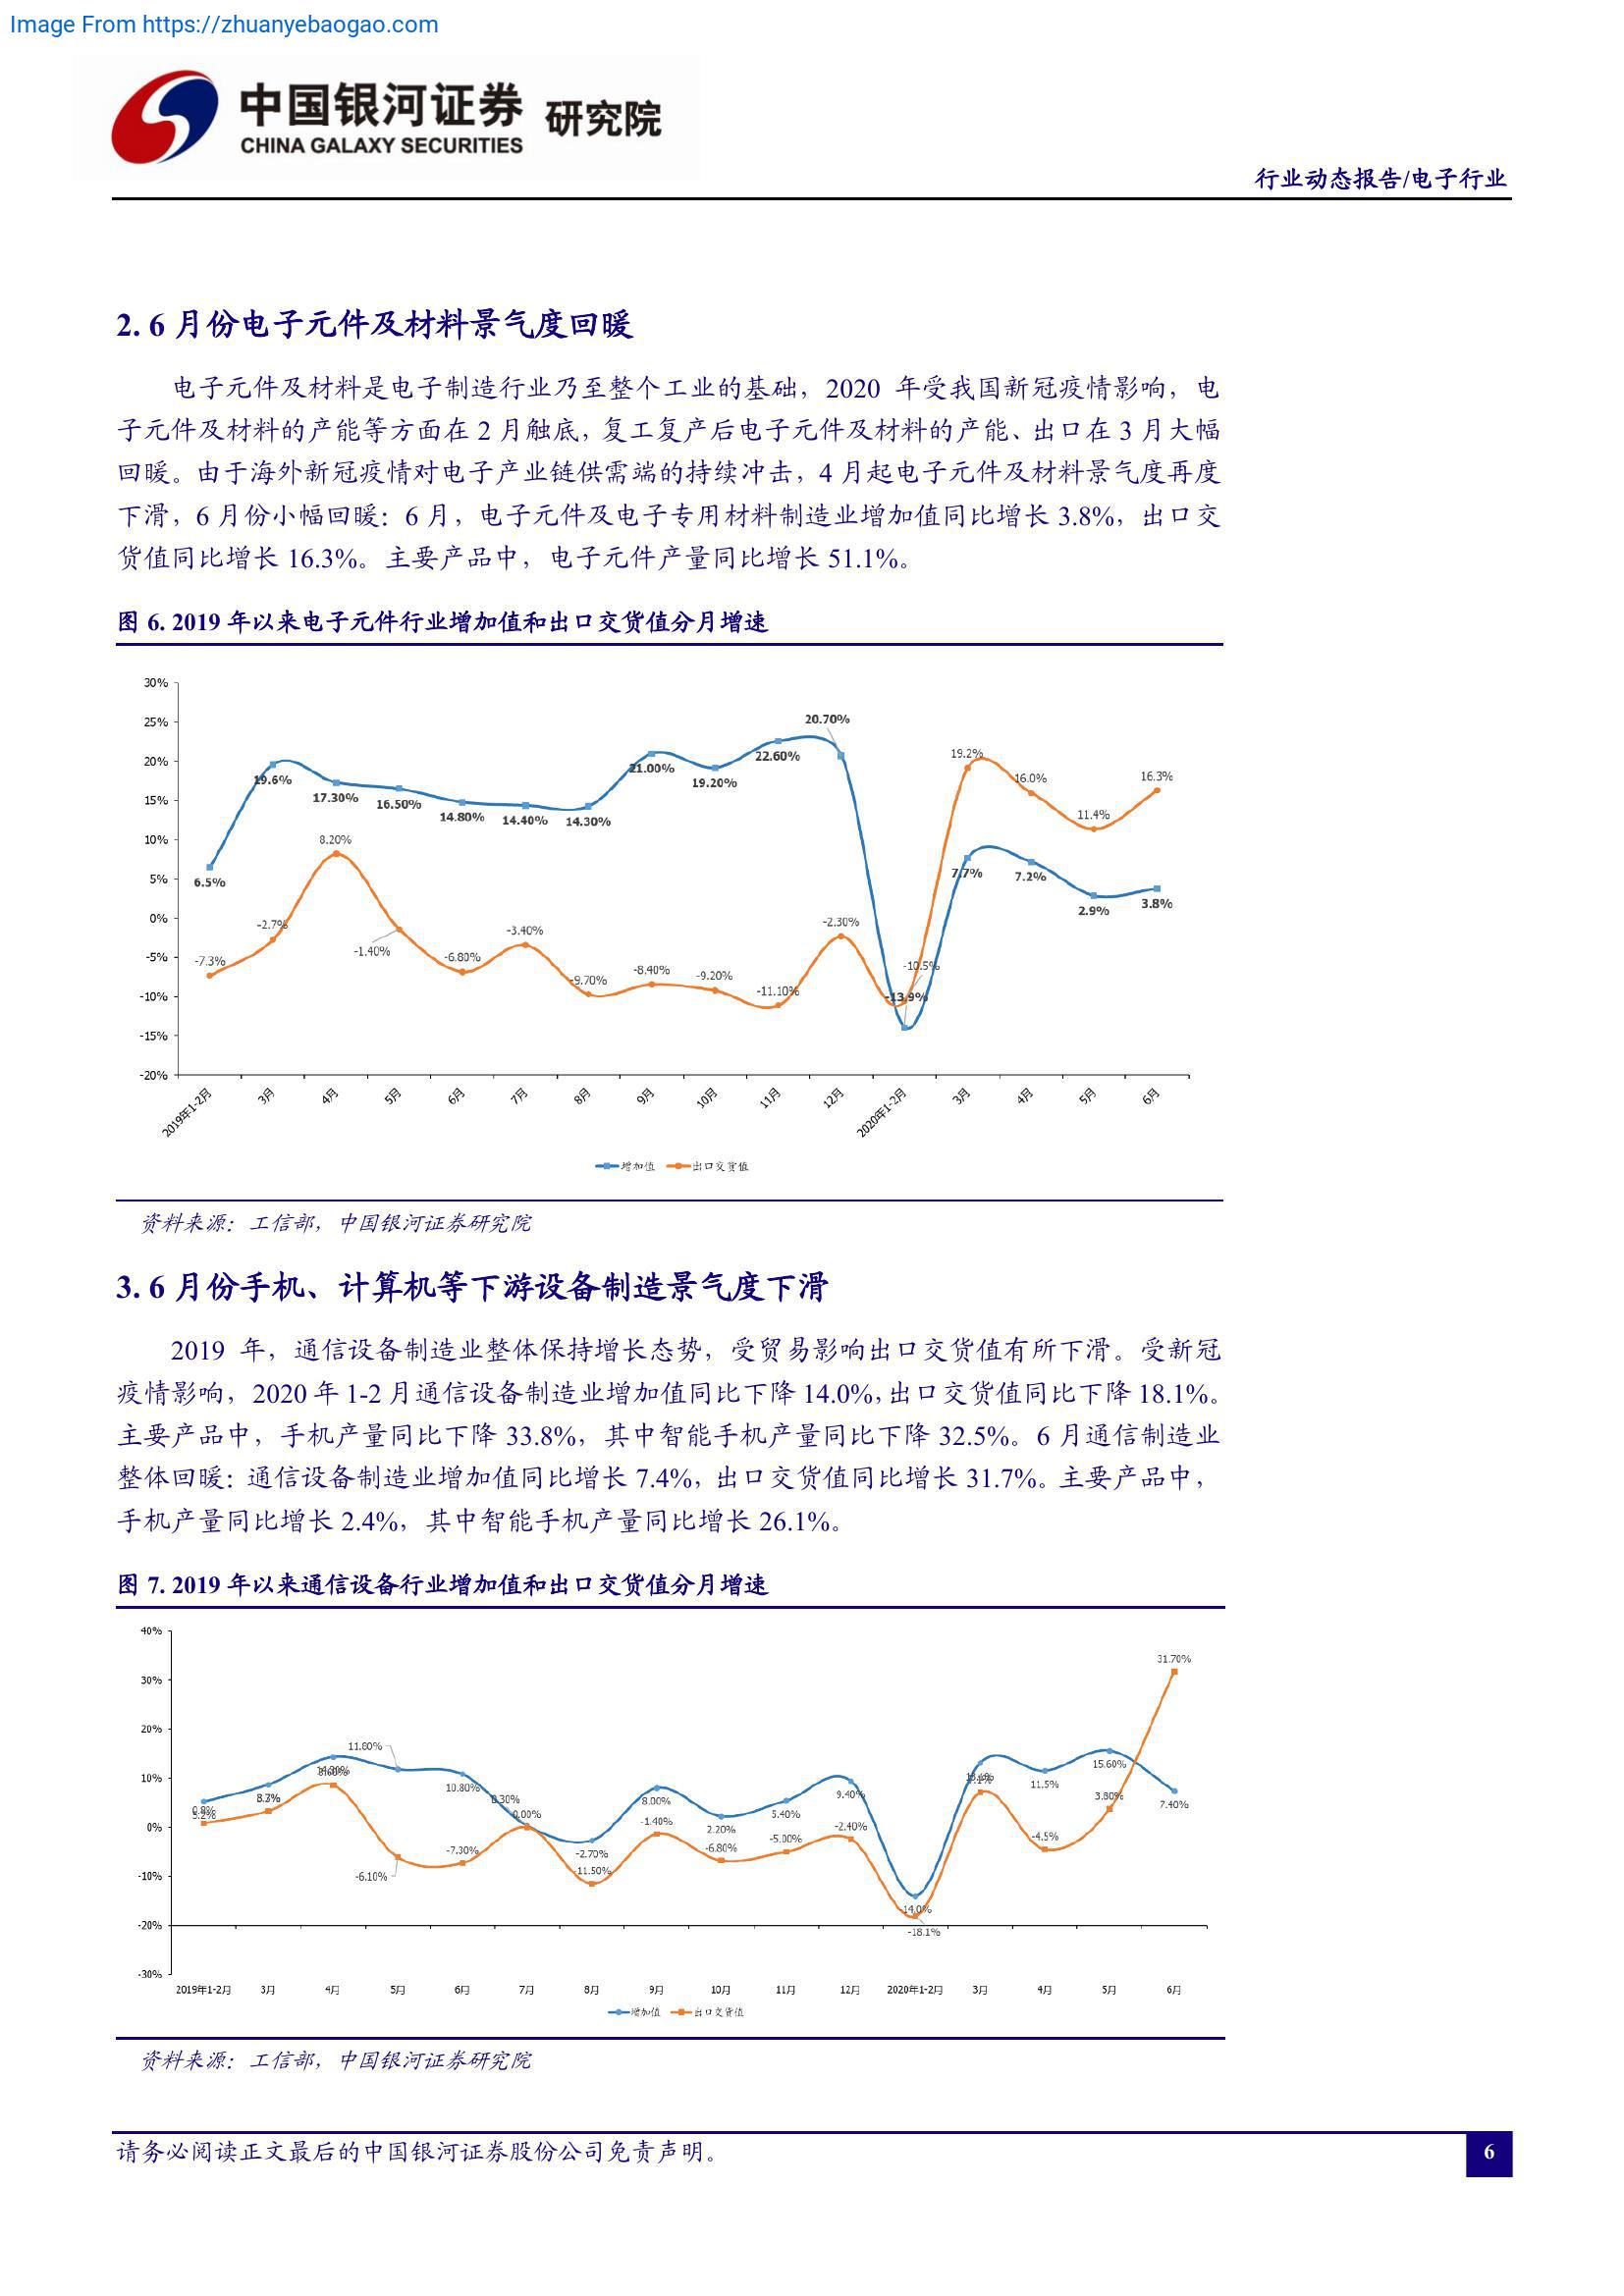 Image From https://zhuanyebaogao.com
中国银河证券 研究院
CHINA GALAXY SECURITIES
行业动态报告/电子行业
2. 6 月份电子元件及材料景气度回暖
电子元件及材料是电子制造行业乃至整个工业的基础，2020 年受我国新冠疫情影响，电
子元件及材料的产能等方面在 2 月触底，复工复产后电子元件及材料的产能、出口在 3 月大幅
回暖。由于海外新冠疫情对电子产业链供需端的持续冲击，4 月起电子元件及材料景气度再度
下滑，6 月份小幅回暖：6 月，电子元件及电子专用材料制造业增加值同比增长 3.8%，出口交
货值同比增长 16.3%。主要产品中，电子元件产量同比增长 51.1%。
图 6. 2019 年以来电子元件行业增加值和出口交货值分月增速
30%
25%
20%
15%
10%
5%
0%
-5%
-10%
-15%
-20%
6.5% 19.6% 17.30% 16.50% 14.80% 14.40% 14.30% 21.00% 19.20% 22.60% 20.70% -13.9% 7.7% 7.2% 2.9% 3.8%
-7.3% -2.7% 8.20% -1.40% -6.80% -3.40% -9.70% -8.40% -9.20% -11.10% -2.30% -10.5% 19.2% 16.0% 11.4% 16.3%
2019年1-2月 3月 4月 5月 6月 7月 8月 9月 10月 11月 12月 2020年1-2月 3月 4月 5月 6月
增加值 出口交货值
资料来源：工信部，中国银河证券研究院
3. 6 月份手机、计算机等下游设备制造景气度下滑
2019 年，通信设备制造业整体保持增长态势，受贸易影响出口交货值有所下滑。受新冠
疫情影响，2020 年 1-2 月通信设备制造业增加值同比下降 14.0%，出口交货值同比下降 18.1%。
主要产品中，手机产量同比下降 33.8%，其中智能手机产量同比下降 32.5%。6 月通信制造业
整体回暖：通信设备制造业增加值同比增长 7.4%，出口交货值同比增长 31.7%。主要产品中，
手机产量同比增长 2.4%，其中智能手机产量同比增长 26.1%。
图 7. 2019 年以来通信设备行业增加值和出口交货值分月增速
40%
30%
20%
10%
0%
-10%
-20%
-30%
5.2% 11.80% 10.80% 0.30% -2.70% 8.00% 2.20% 5.40% 9.40% -14.0% 11.5% 15.60% 7.40%
0.9% 8.60% -6.10% -7.30% 0.00% -11.50% -1.40% -6.80% -5.00% -2.40% -18.1% -4.5% 3.80% 31.70%
2019年1-2月 3月 4月 5月 6月 7月 8月 9月 10月 11月 12月 2020年1-2月 3月 4月 5月 6月
增加值 出口交货值
资料来源：工信部，中国银河证券研究院
请务必阅读正文最后的中国银河证券股份公司免责声明。
6